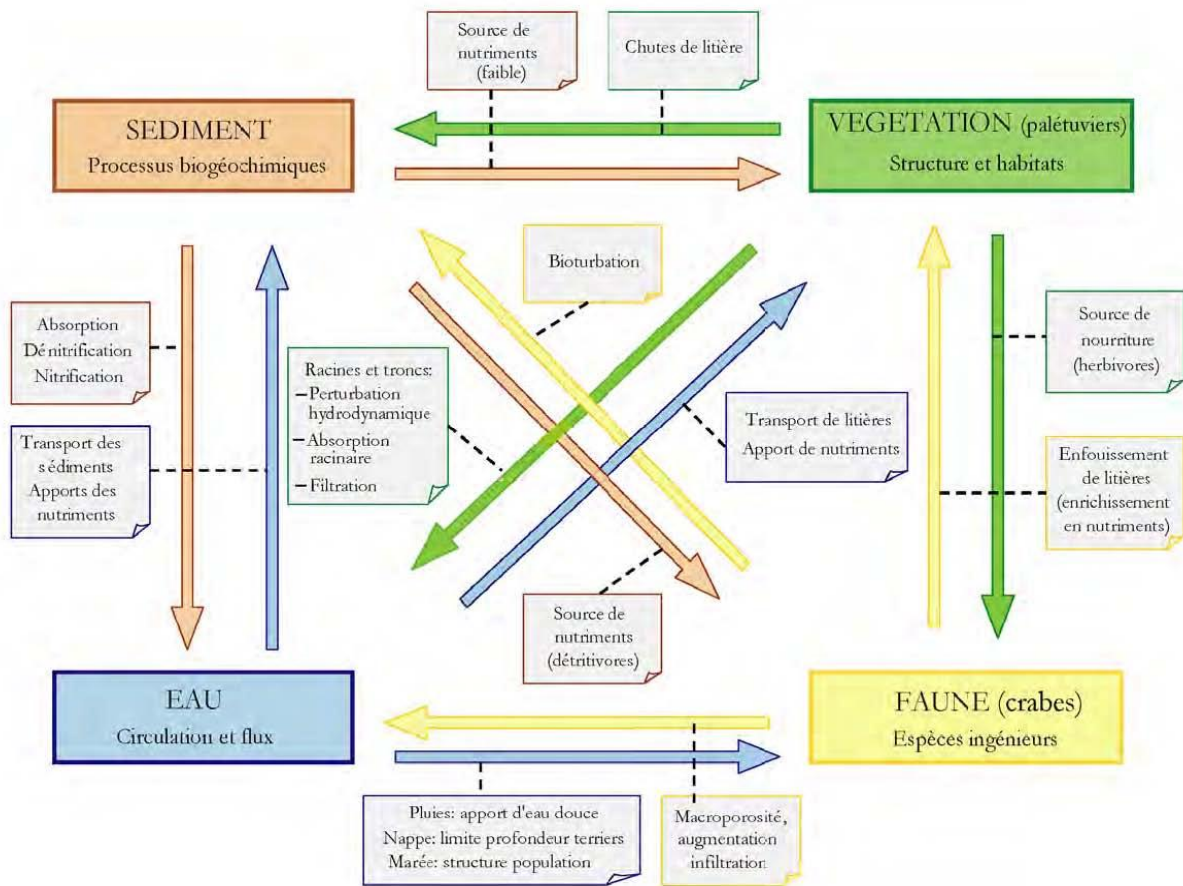 Source de
nutriments
(faible)
Chutes de litière
SEDIMENT
Processus biogéochimiques
VEGETATION (palétuviers)
Structure et habitats
Bioturbation
Absorption
Dénitrification
Nitrification
Transport des
sédiments
Apports des
nutriments
Racines et troncs:
–Perturbation
hydrodynamique
–Absorption
racinaire
–Filtration
Transport de litières
Apport de nutriments
Source de
nourriture
(herbivores)
Enfouissement
de litières
(enrichissement
en nutriments)
Source de
nutriments
(détritivores)
EAU
Circulation et flux
FAUNE (crabes)
Espèces ingénieurs
Pluies: apport d'eau douce
Nappe: limite profondeur terriers
Marée: structure population
Macroporosité,
augmentation
infiltration